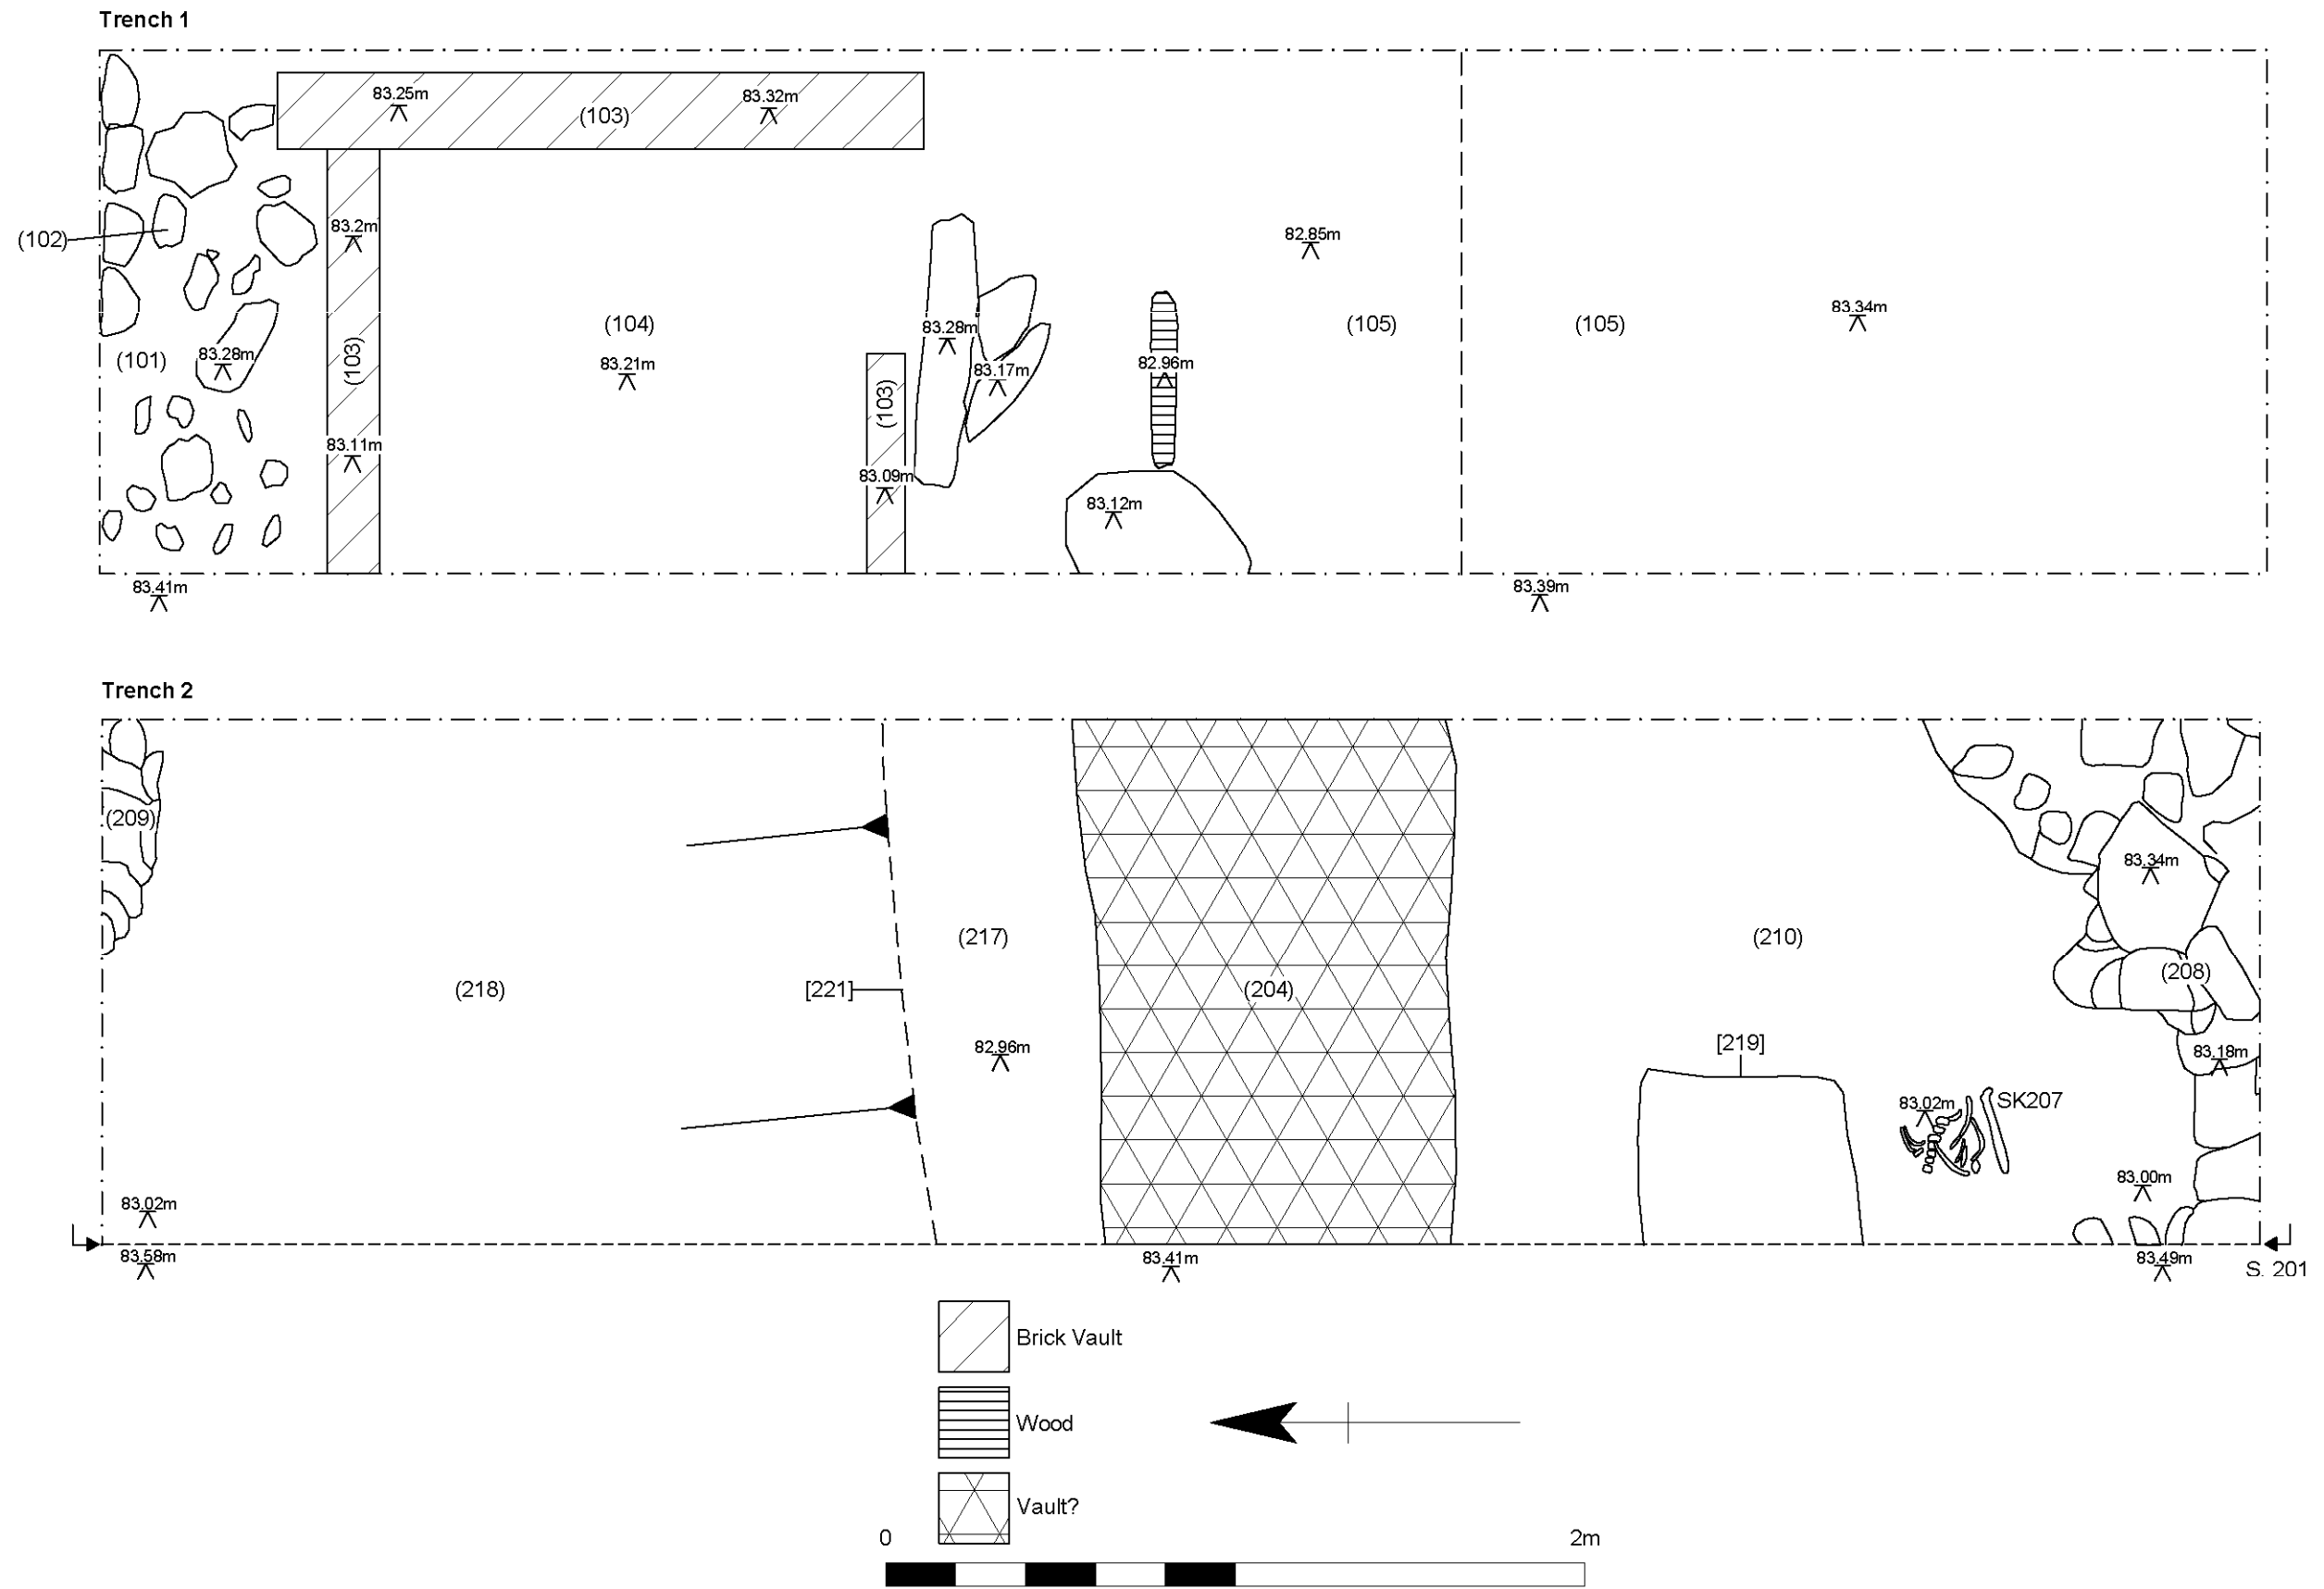 Trench 1
83.25m
83.32m
(103)
83.2m
(102)
82.85m
83.34m
(104)
(105)
(105)
83.28m
(101)
83.28m
(103)
83.21m
83.17m
82.96m
(103)
83.11m
83.09m
83.12m
83.41m
83.39m
Trench 2
(209)
83.34m
(217)
(210)
(208)
(218)
[221]
(204)
82.96m
[219]
83.18m
83.02m
SK207
83.00m
83.02m
83.58m
83.41m
83.49m
S. 201
Brick Vault
Wood
Vault?
0
2m